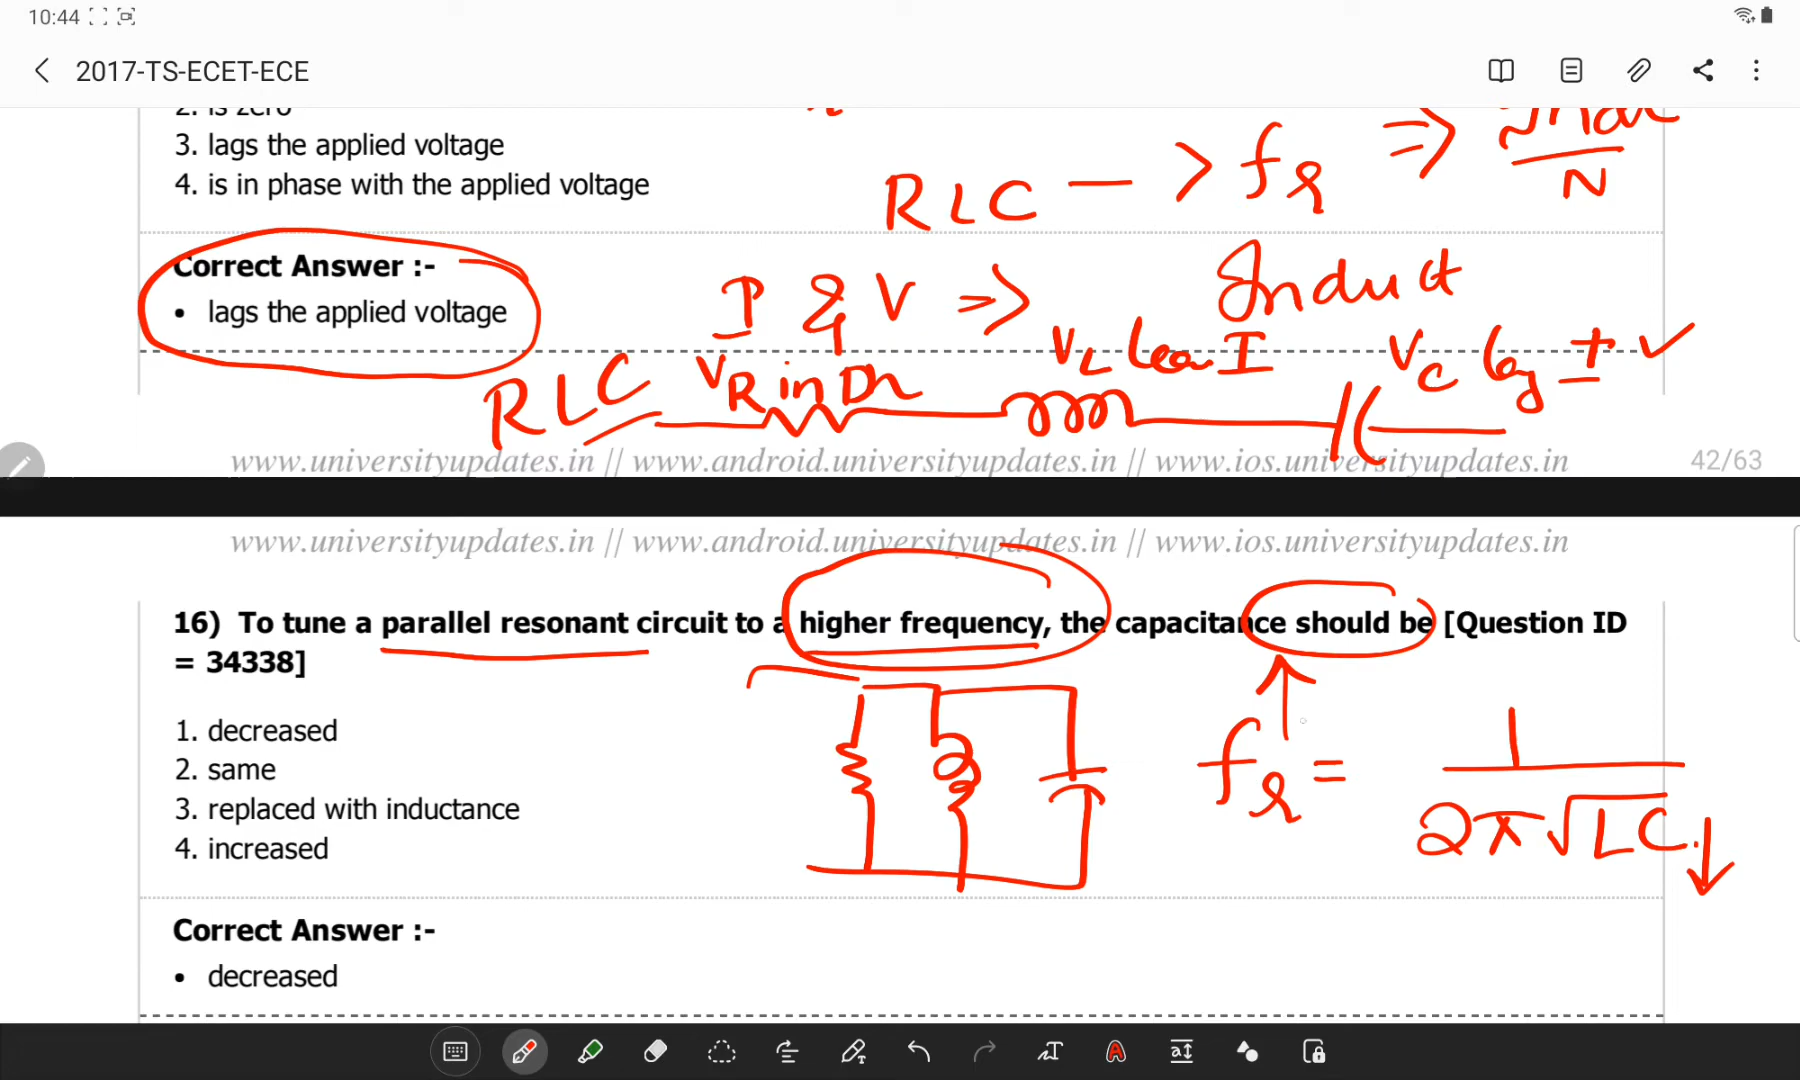 10:44
2017-TS-ECET-ECE
2. is zero
3. lags the applied voltage
4. is in phase with the applied voltage
RLC — > fr =>
N
Correct Answer :-
• lags the applied voltage
I & V => Induct
RLC VR in Ph VL lea I VC lag I ✓
www.universityupdates.in || www.android.universityupdates.in || www.ios.universityupdates.in
42/63
www.universityupdates.in || www.android.universityupdates.in || www.ios.universityupdates.in
16) To tune a parallel resonant circuit to a higher frequency, the capacitance should be [Question ID
= 34338]
1. decreased
2. same
3. replaced with inductance
4. increased
fr = 1
2π√LC
Correct Answer :-
• decreased